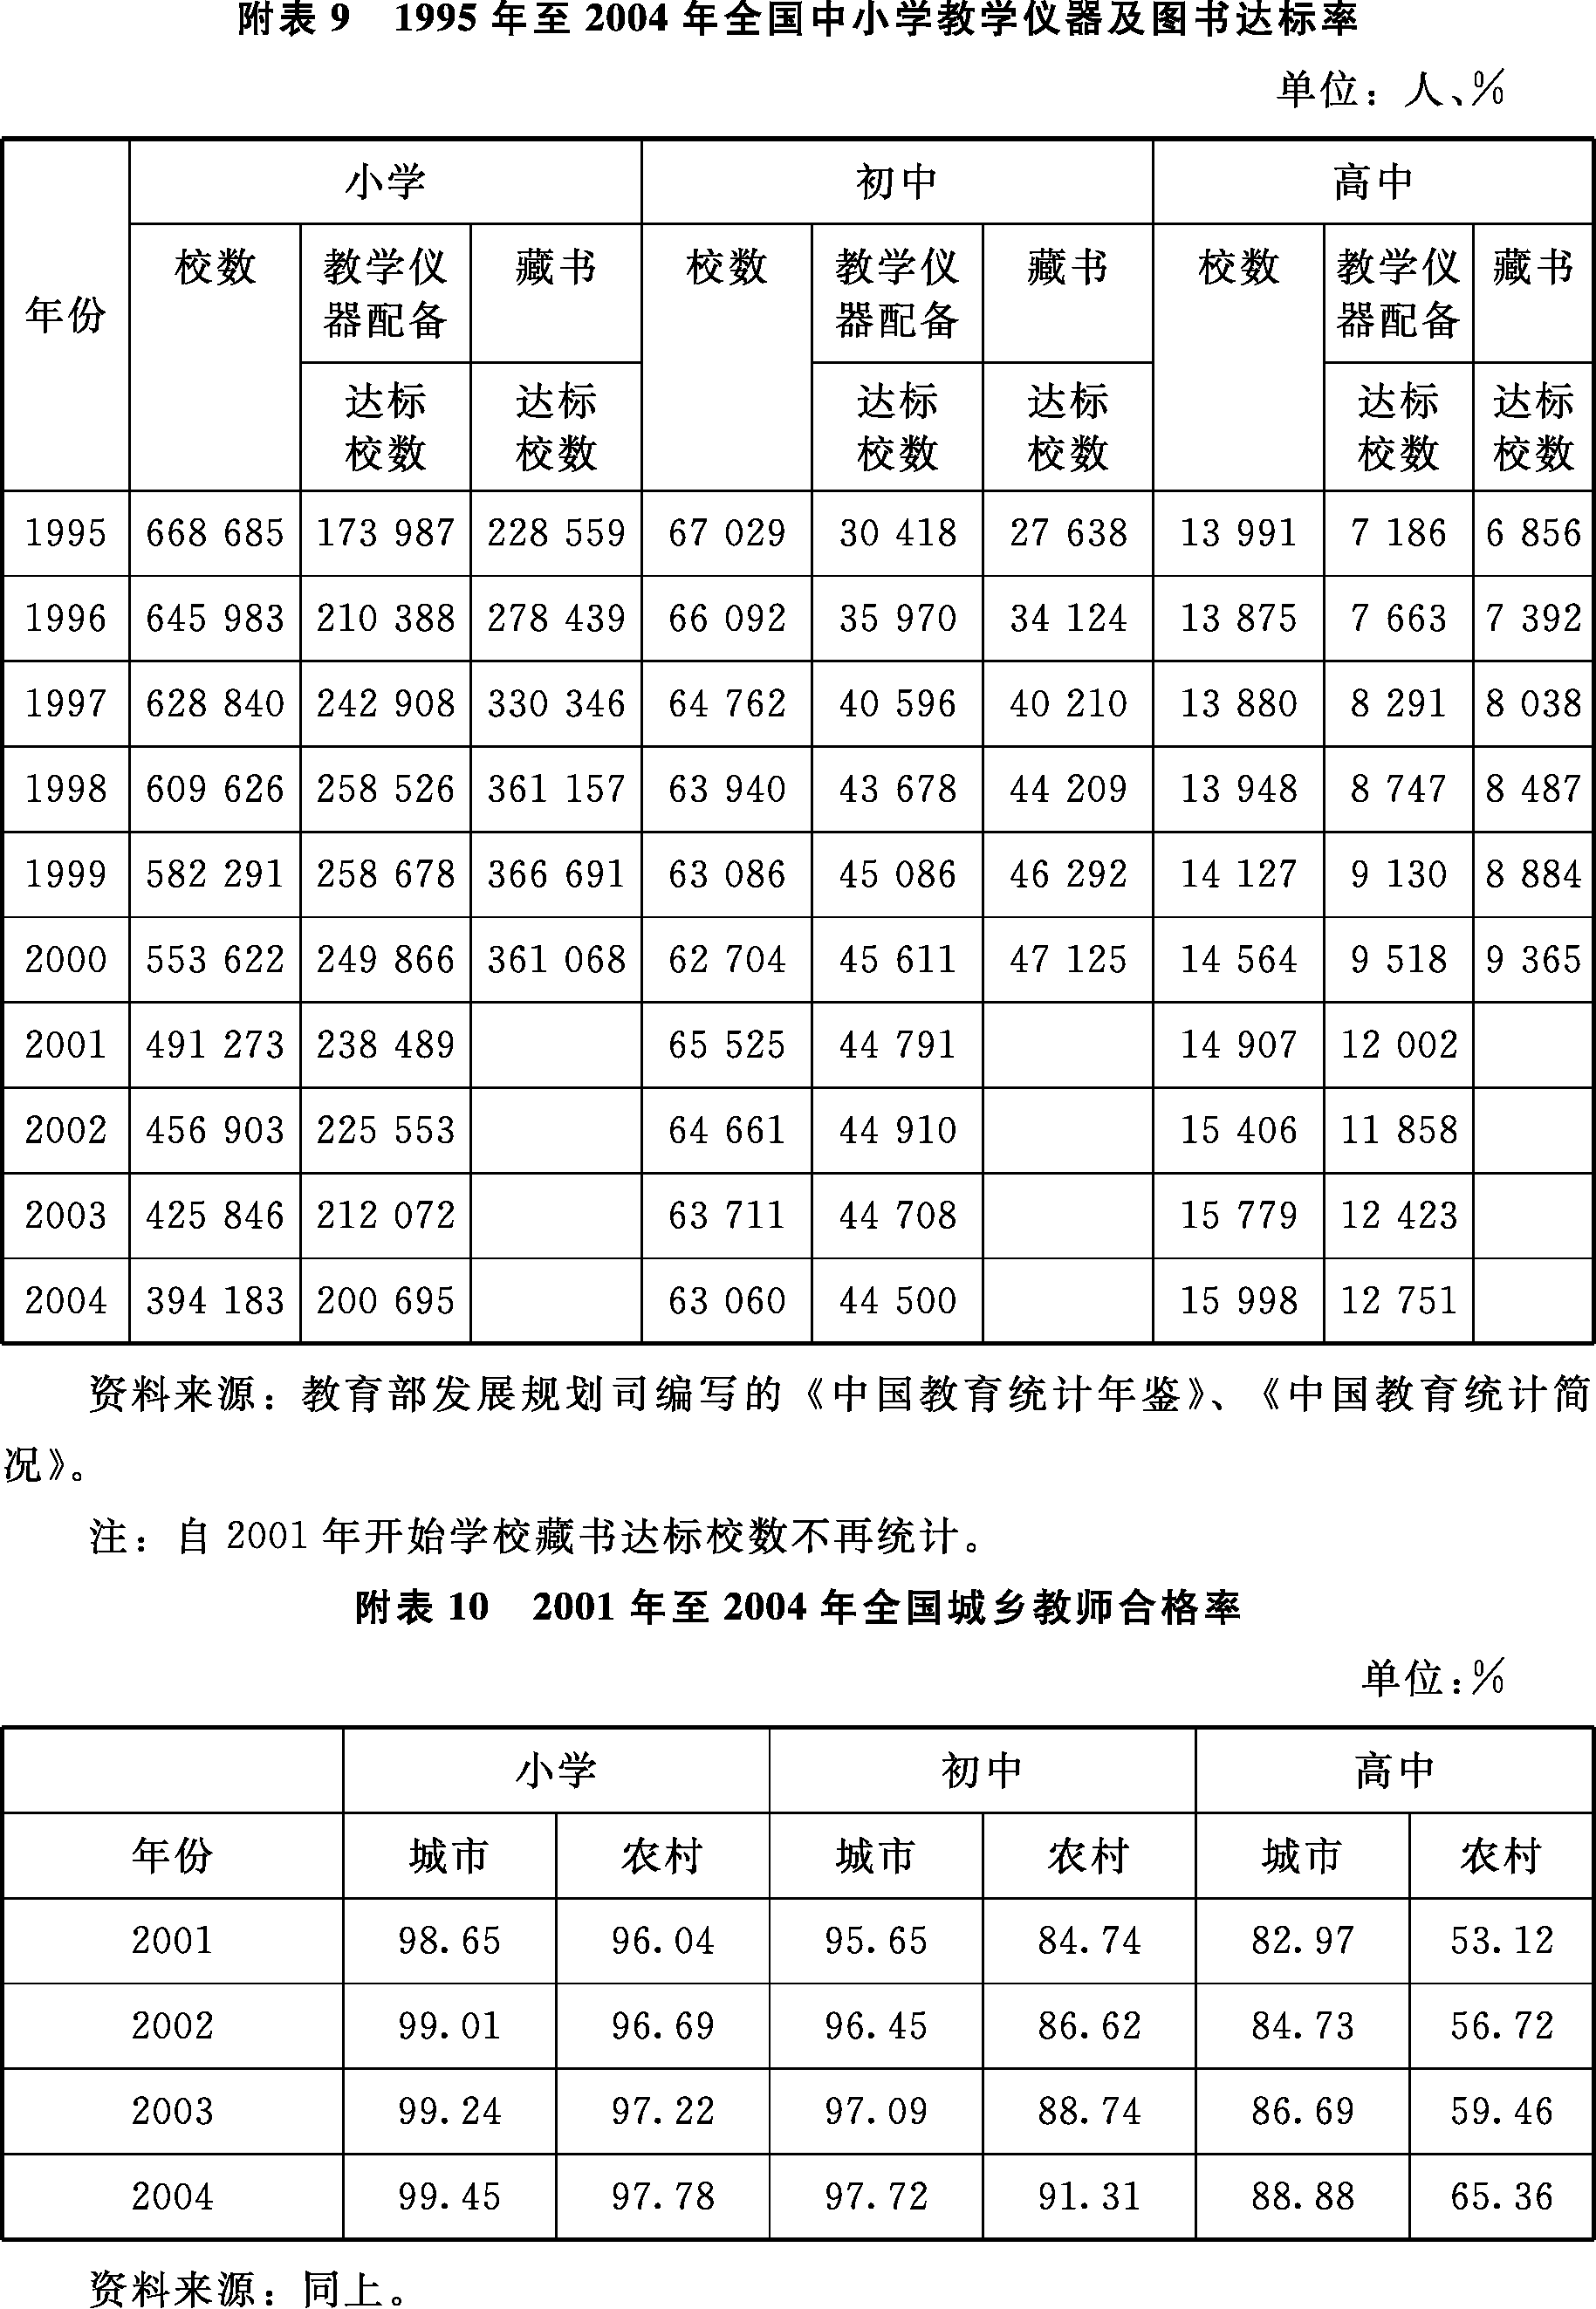 附表 9　1995 年至 2004 年全国中小学教学仪器及图书达标率
单位：人、%
年份 小学 初中 高中
校数 教学仪器配备 藏书 校数 教学仪器配备 藏书 校数 教学仪器配备 藏书
达标校数 达标校数 达标校数 达标校数 达标校数 达标校数
1995 668 685 173 987 228 559 67 029 30 418 27 638 13 991 7 186 6 856
1996 645 983 210 388 278 439 66 092 35 970 34 124 13 875 7 663 7 392
1997 628 840 242 908 330 346 64 762 40 596 40 210 13 880 8 291 8 038
1998 609 626 258 526 361 157 63 940 43 678 44 209 13 948 8 747 8 487
1999 582 291 258 678 366 691 63 086 45 086 46 292 14 127 9 130 8 884
2000 553 622 249 866 361 068 62 704 45 611 47 125 14 564 9 518 9 365
2001 491 273 238 489 65 525 44 791 14 907 12 002
2002 456 903 225 553 64 661 44 910 15 406 11 858
2003 425 846 212 072 63 711 44 708 15 779 12 423
2004 394 183 200 695 63 060 44 500 15 998 12 751
资料来源：教育部发展规划司编写的《中国教育统计年鉴》、《中国教育统计简
况》。
注：自 2001 年开始学校藏书达标校数不再统计。
附表 10　2001 年至 2004 年全国城乡教师合格率
单位：%
小学 初中 高中
年份 城市 农村 城市 农村 城市 农村
2001 98.65 96.04 95.65 84.74 82.97 53.12
2002 99.01 96.69 96.45 86.62 84.73 56.72
2003 99.24 97.22 97.09 88.74 86.69 59.46
2004 99.45 97.78 97.72 91.31 88.88 65.36
资料来源：同上。